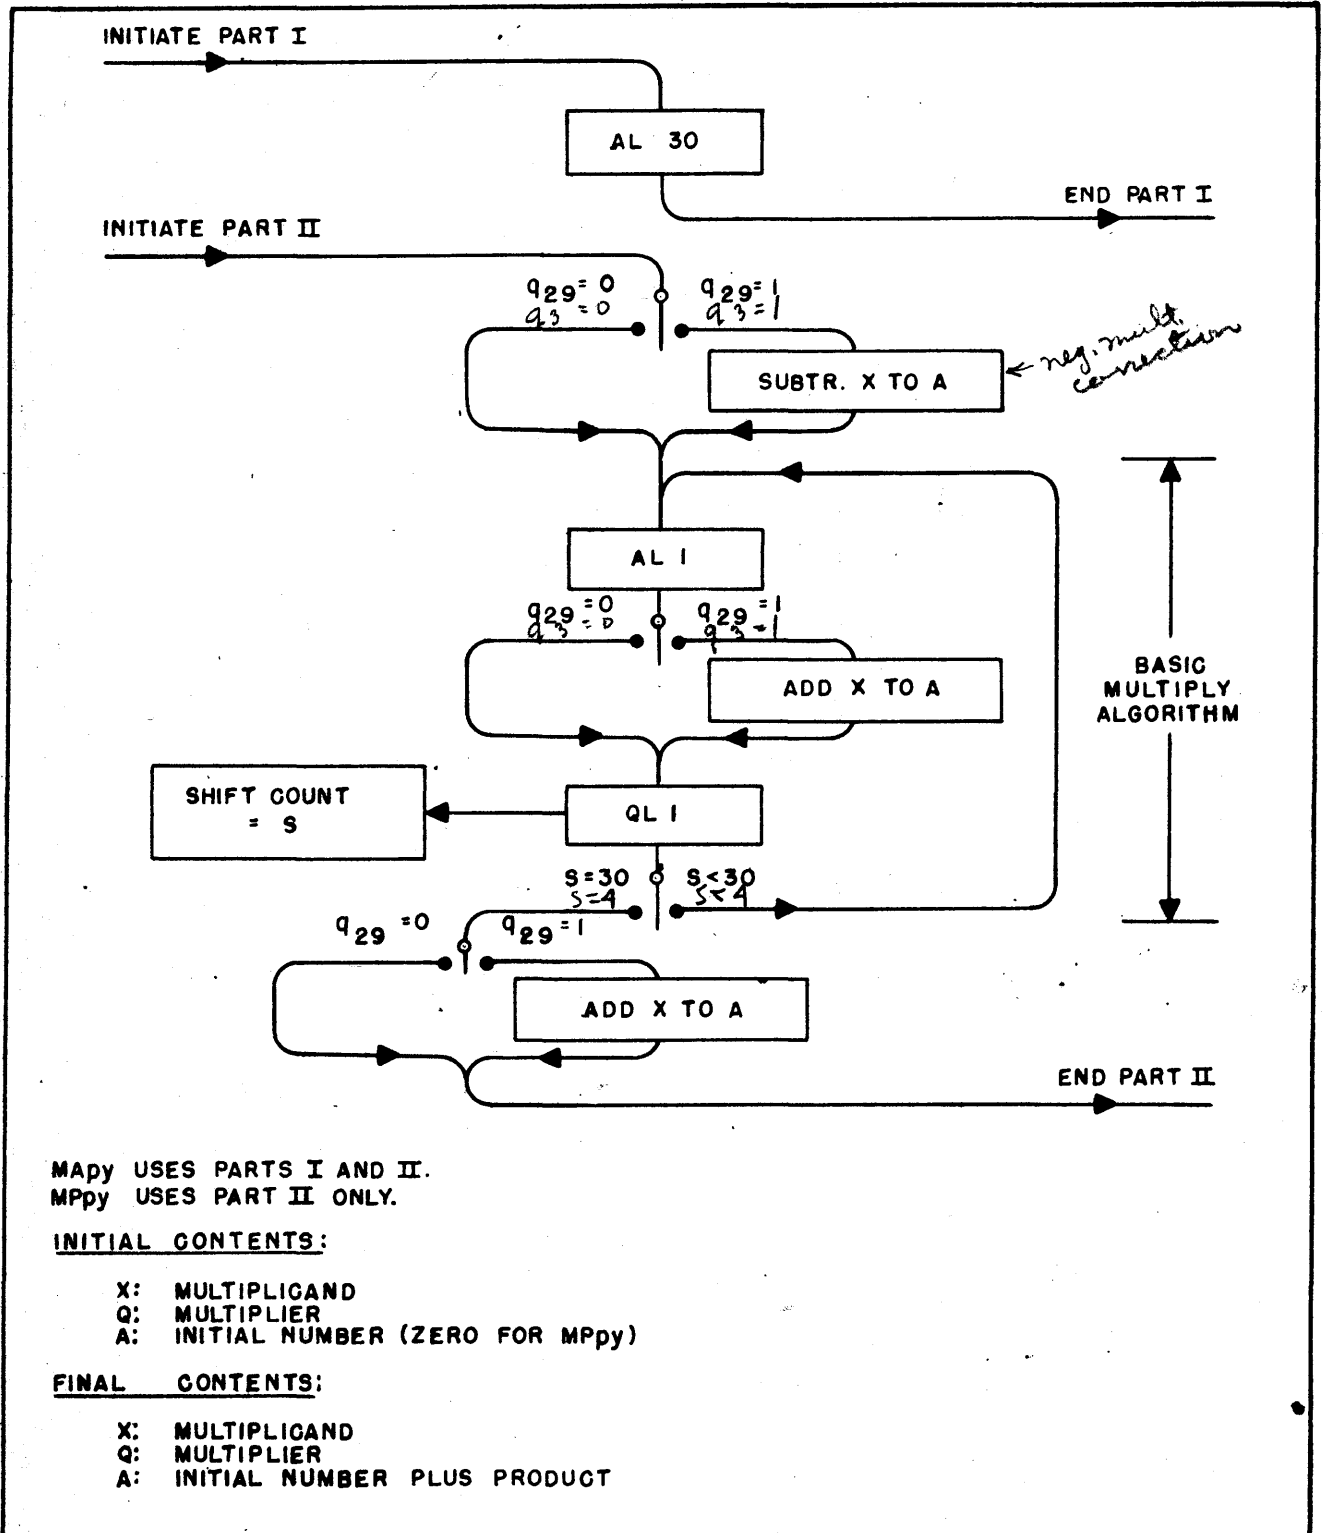 INITIATE PART I
AL 30
END PART I
INITIATE PART II
q29=0 q29=1
q3=0 q3=1
← neg. mult.
correction
SUBTR. X TO A
AL 1
q29=0 q29=1
q3=0 q3=1
ADD X TO A
BASIC
MULTIPLY
ALGORITHM
SHIFT COUNT
= S
QL 1
S=30 S<30
S=4 S<4
q29=0 q29=1
ADD X TO A
END PART II
MApy USES PARTS I AND II.
MPpy USES PART II ONLY.
INITIAL CONTENTS:
X: MULTIPLICAND
Q: MULTIPLIER
A: INITIAL NUMBER (ZERO FOR MPpy)
FINAL CONTENTS:
X: MULTIPLICAND
Q: MULTIPLIER
A: INITIAL NUMBER PLUS PRODUCT